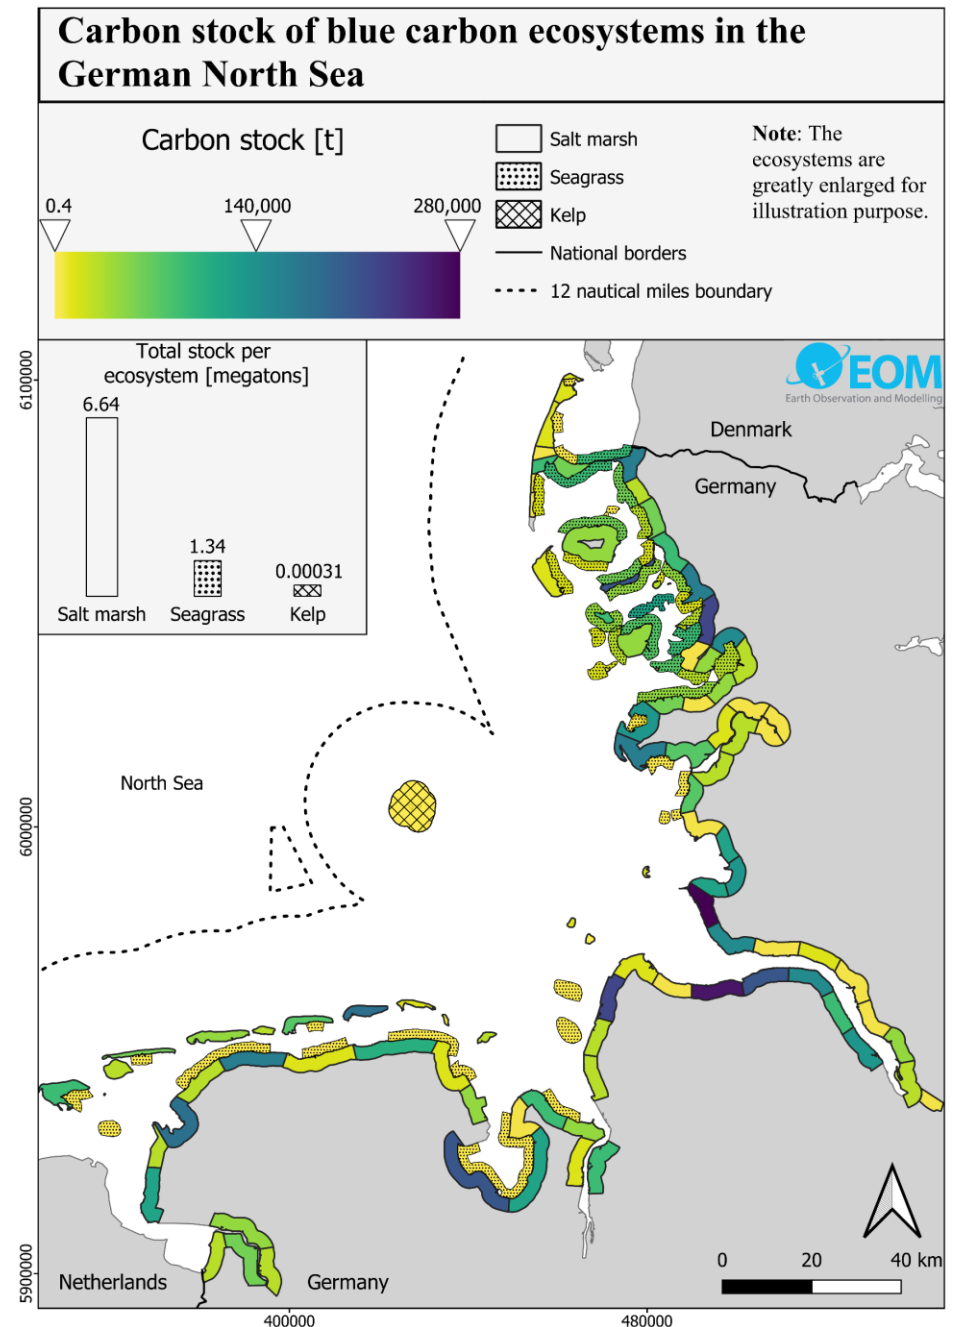 Carbon stock of blue carbon ecosystems in the
German North Sea
Carbon stock [t]
0.4
140,000
280,000
Salt marsh
Seagrass
Kelp
National borders
12 nautical miles boundary
Note: The
ecosystems are
greatly enlarged for
illustration purpose.
Total stock per
ecosystem [megatons]
6.64
1.34
0.00031
Salt marsh
Seagrass
Kelp
EOM
Earth Observation and Modelling
Denmark
Germany
North Sea
Netherlands
Germany
0
20
40 km
6100000
6000000
5900000
400000
480000